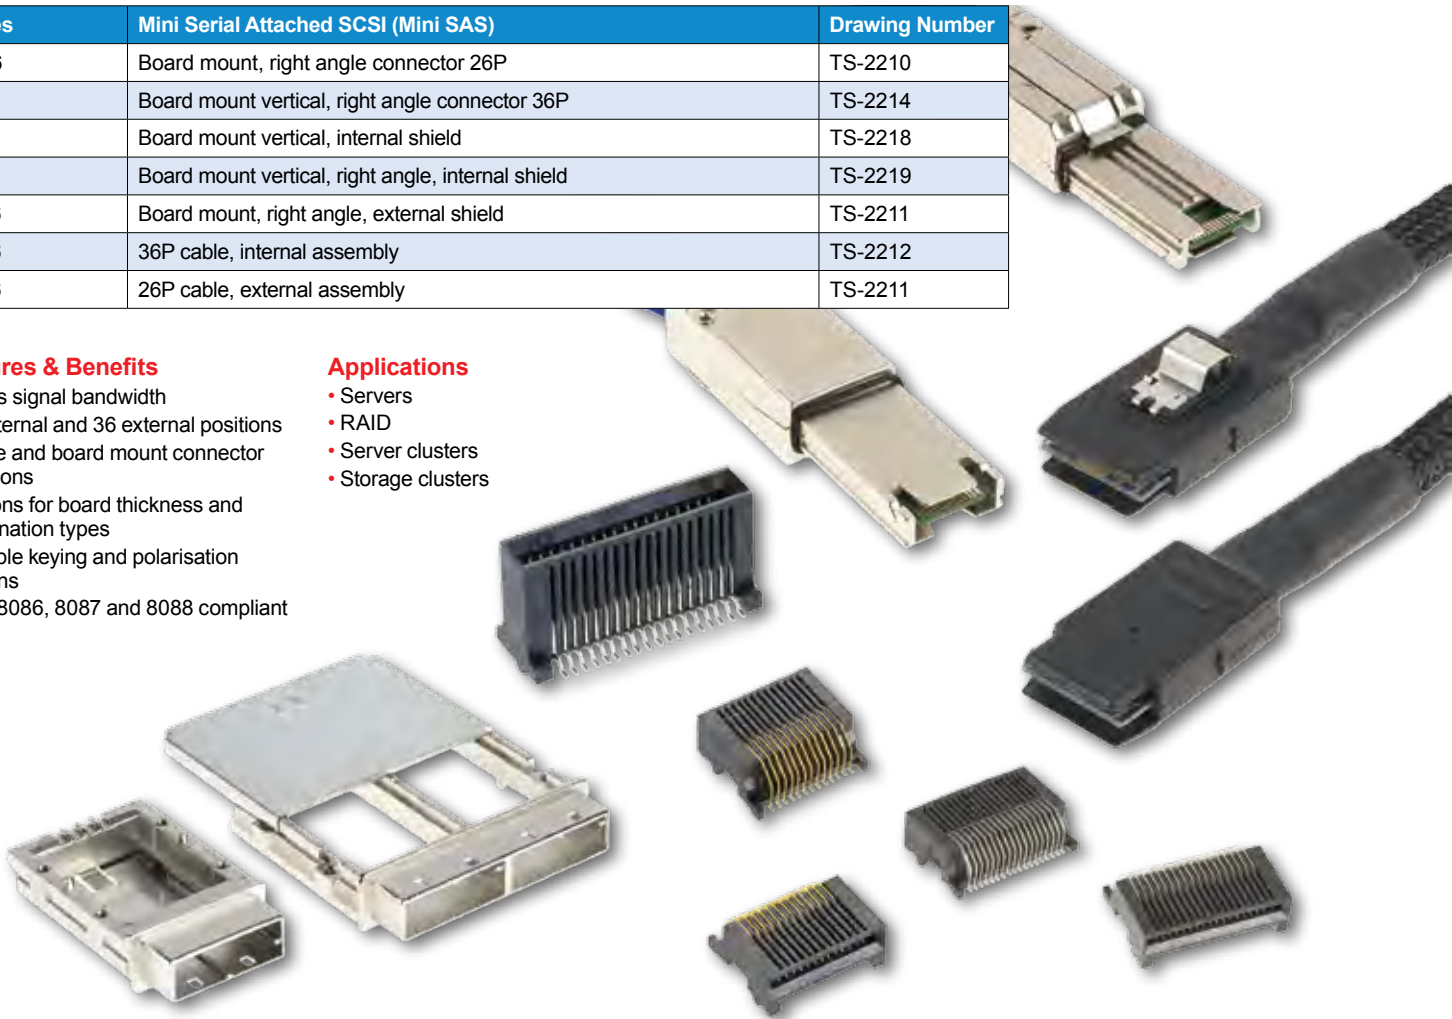 es Mini Serial Attached SCSI (Mini SAS) Drawing Number
6 Board mount, right angle connector 26P TS-2210
Board mount vertical, right angle connector 36P TS-2214
Board mount vertical, internal shield TS-2218
Board mount vertical, right angle, internal shield TS-2219
Board mount, right angle, external shield TS-2211
36P cable, internal assembly TS-2212
26P cable, external assembly TS-2211
ures & Benefits
s signal bandwidth
ternal and 36 external positions
e and board mount connector
ons
ons for board thickness and
nation types
ble keying and polarisation
ns
8086, 8087 and 8088 compliant
Applications
• Servers
• RAID
• Server clusters
• Storage clusters